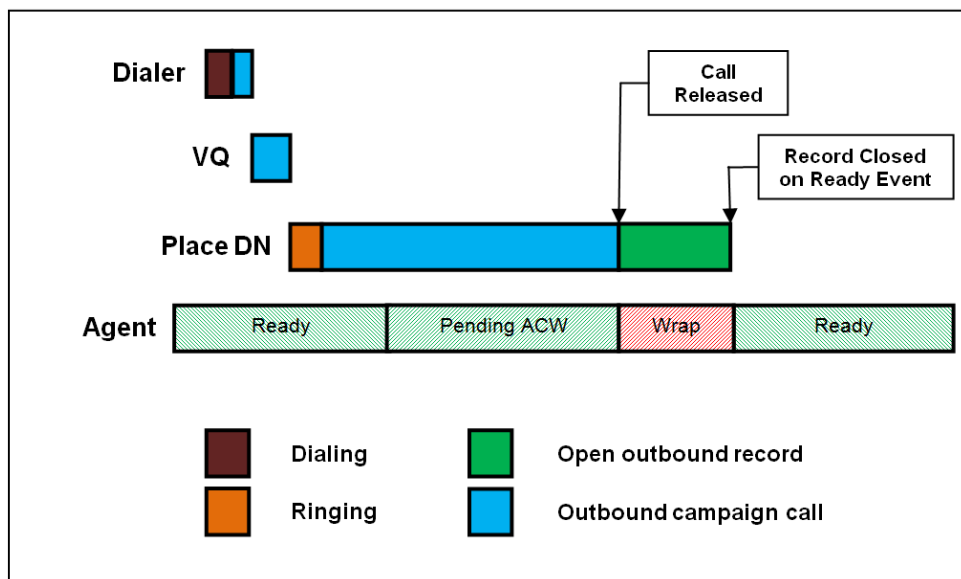 Dialer
Call
Released
VQ
Record Closed
on Ready Event
Place DN
Agent
Ready
Pending ACW
Wrap
Ready
Dialing
Open outbound record
Ringing
Outbound campaign call